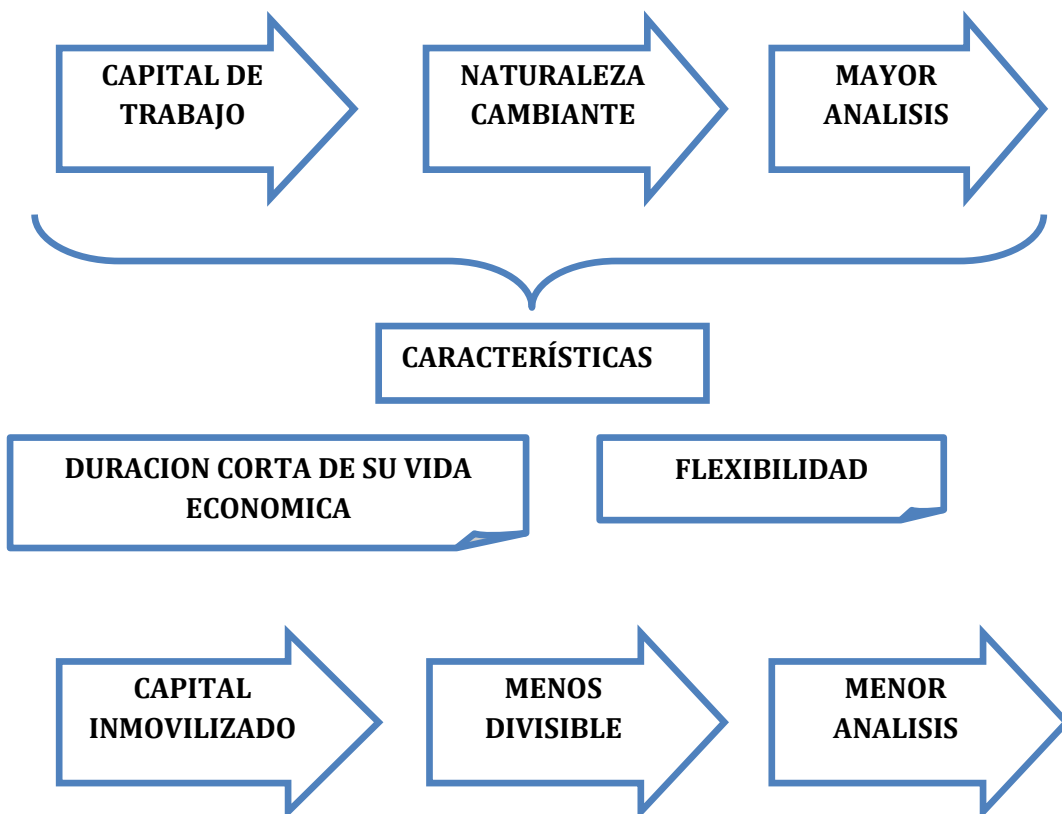 CAPITAL DE
TRABAJO
NATURALEZA
CAMBIANTE
MAYOR
ANALISIS
CARACTERÍSTICAS
DURACION CORTA DE SU VIDA
ECONOMICA
FLEXIBILIDAD
CAPITAL
INMOVILIZADO
MENOS
DIVISIBLE
MENOR
ANALISIS